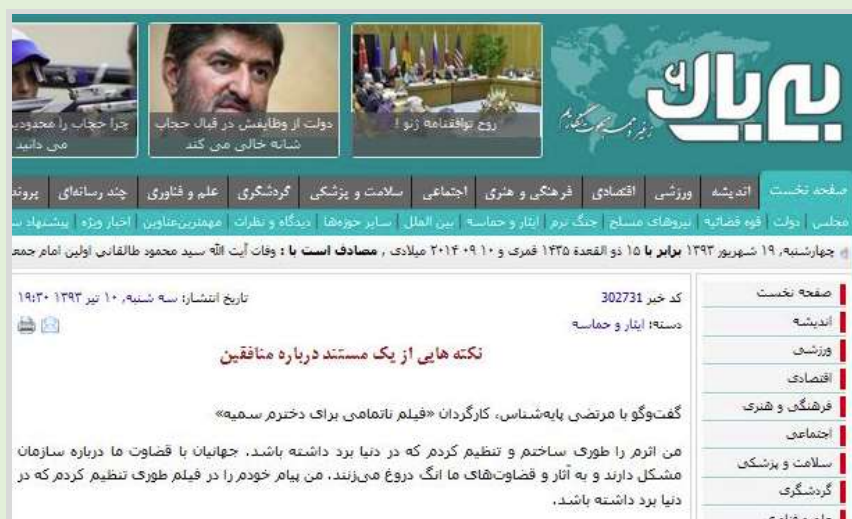 بی باک
روح توافقنامه ژنو !
دولت از وظایفش در قبال حجاب
شانه خالی می کند
چرا حجاب را محدودی
می دانید
صفحه نخست اندیشه ورزشی اقتصادی فرهنگی و هنری اجتماعی سلامت و پزشکی گردشگری علم و فناوری چند رسانه‌ای
مجلس | دولت | قوه قضائیه | نیروهای مسلح | جنگ نرم | ایثار و حماسه | بین الملل | سایر حوزه‌ها | دیدگاه و نظرات | مهمترین‌عناوین | اخبار ویژه |
چهارشنبه, ۱۹ شهریور ۱۳۹۳ برابر با ۱۵ ذو القعدة ۱۴۳۵ قمری و ۱۰ ۰۹ ۲۰۱۴ میلادی , مصادف است با : وفات آیت الله سید محمود طالقانی اولین امام
صفحه نخست
اندیشه
ورزشی
اقتصادی
فرهنگی و هنری
اجتماعی
سلامت و پزشکی
گردشگری
کد خبر 302731
تاریخ انتشار: سه شنبه, ۱۰ تیر ۱۳۹۳ ۱۹:۳۰
دسته: ایثار و حماسه
نکته هایی از یک مستند درباره منافقین
گفت‌وگو با مرتضی پایه‌شناس، کارگردان «فیلم ناتمامی برای دخترم سمیه»
من اثرم را طوری ساختم و تنظیم کردم که در دنیا برد داشته باشد. جهانیان با قضاوت ما درباره سازمان
مشکل دارند و به آثار و قضاوت‌های ما انگ دروغ می‌زنند. من پیام خودم را در فیلم طوری تنظیم کردم که در
دنیا برد داشته باشد.